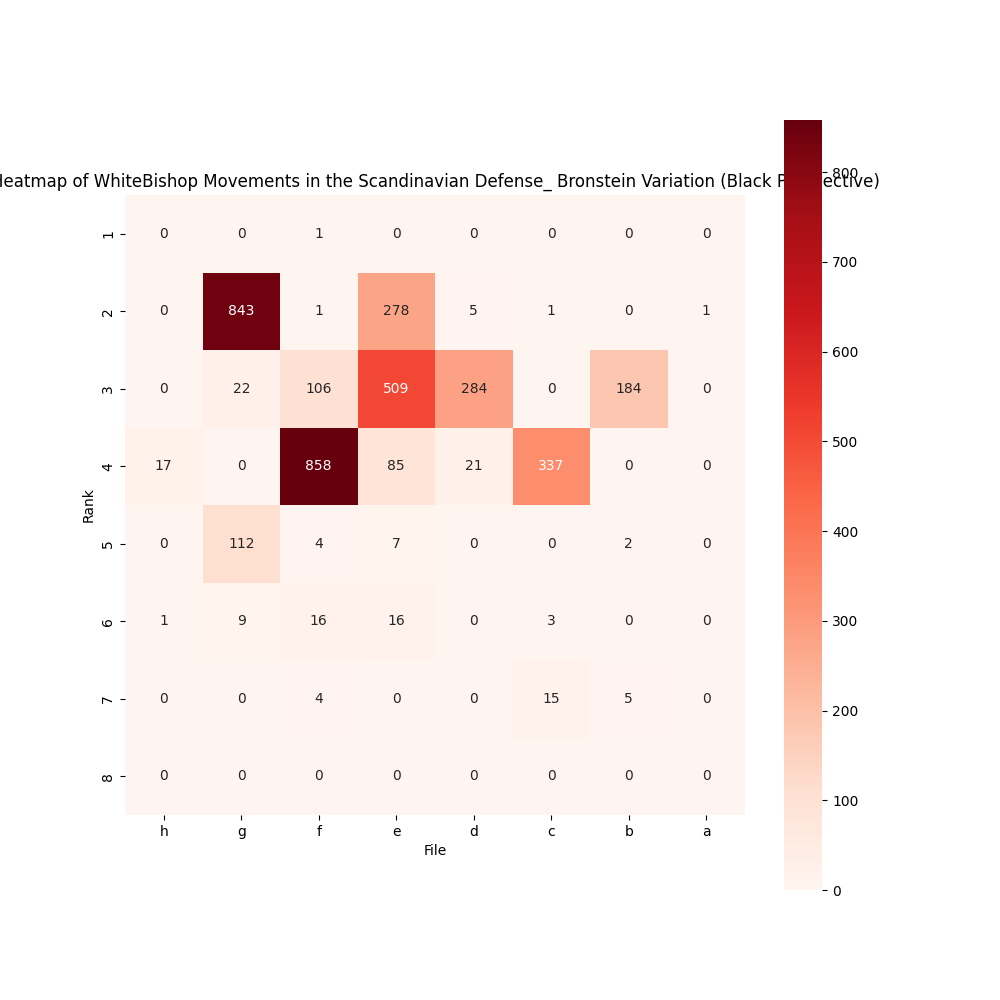 Heatmap of WhiteBishop Movements in the Scandinavian Defense_ Bronstein Variation (Black
800
1 0 0 1 0 0 0 0 0
2 0 843 1 278 5 1 0 1
700
3 0 22 106 509 284 0 184 0
600
4 17 0 858 85 21 337 0 0
500
Rank
5 0 112 4 7 0 0 2 0
400
6 1 9 16 16 0 3 0 0
300
7 0 0 4 0 0 15 5 0
200
8 0 0 0 0 0 0 0 0
100
h g f e d c b a
File
0